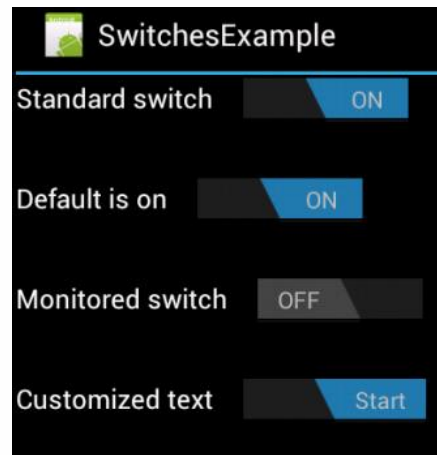 SwitchesExample
Standard switch ON
Default is on ON
Monitored switch OFF
Customized text Start